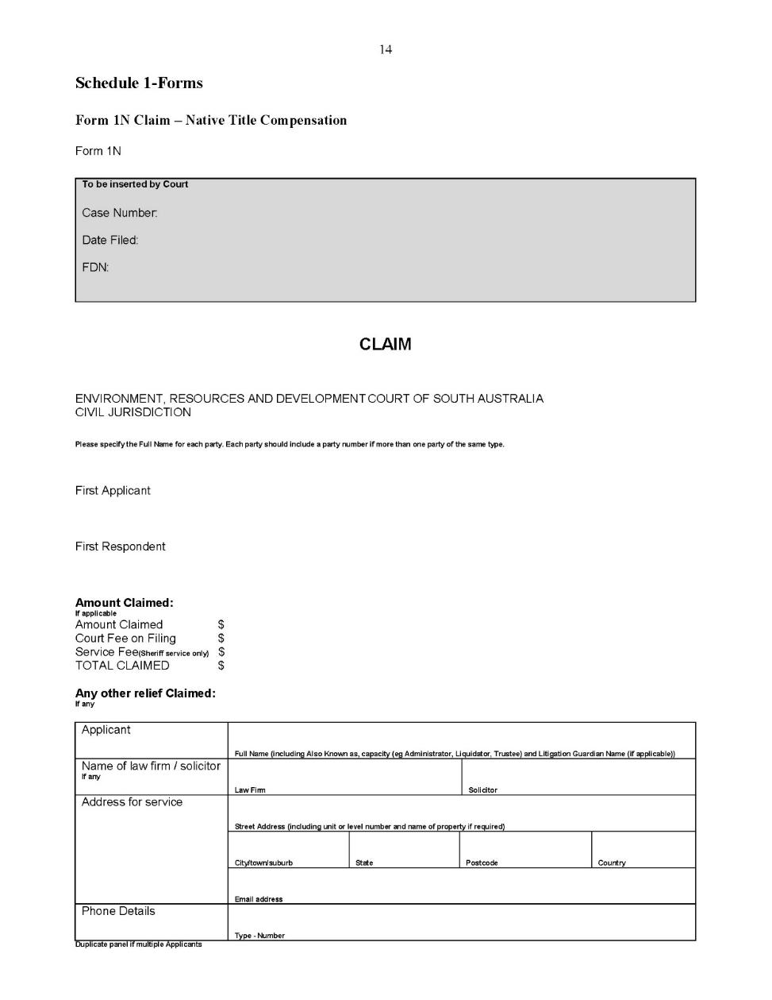 14
Schedule 1-Forms
Form 1N Claim – Native Title Compensation
Form 1N
To be inserted by Court
Case Number:
Date Filed:
FDN:
CLAIM
ENVIRONMENT, RESOURCES AND DEVELOPMENT COURT OF SOUTH AUSTRALIA
CIVIL JURISDICTION
Please specify the Full Name for each party. Each party should include a party number if more than one party of the same type.
First Applicant
First Respondent
Amount Claimed:
If applicable
Amount Claimed $
Court Fee on Filing $
Service Fee(Sheriff service only) $
TOTAL CLAIMED $
Any other relief Claimed:
If any
Applicant
Full Name (including Also Known as, capacity (eg Administrator, Liquidator, Trustee) and Litigation Guardian Name (if applicable))
Name of law firm / solicitor
If any
Law Firm Solicitor
Address for service
Street Address (including unit or level number and name of property if required)
City/town/suburb State Postcode Country
Email address
Phone Details
Type - Number
Duplicate panel if multiple Applicants